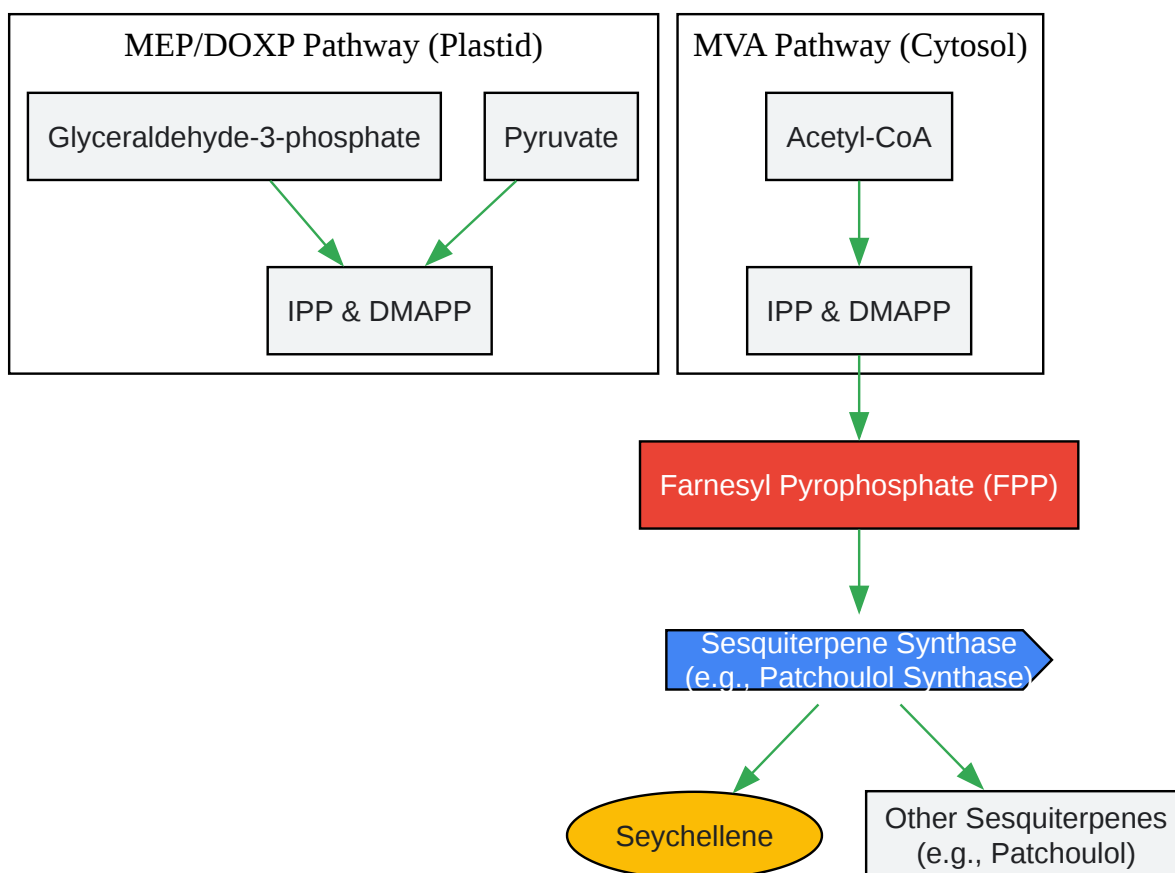 MEP/DOXP Pathway (Plastid)
MVA Pathway (Cytosol)
Glyceraldehyde-3-phosphate
Pyruvate
Acetyl-CoA
IPP & DMAPP
IPP & DMAPP
Farnesyl Pyrophosphate (FPP)
Sesquiterpene Synthase
(e.g., Patchoulol Synthase)
Seychellene
Other Sesquiterpenes
(e.g., Patchoulol)